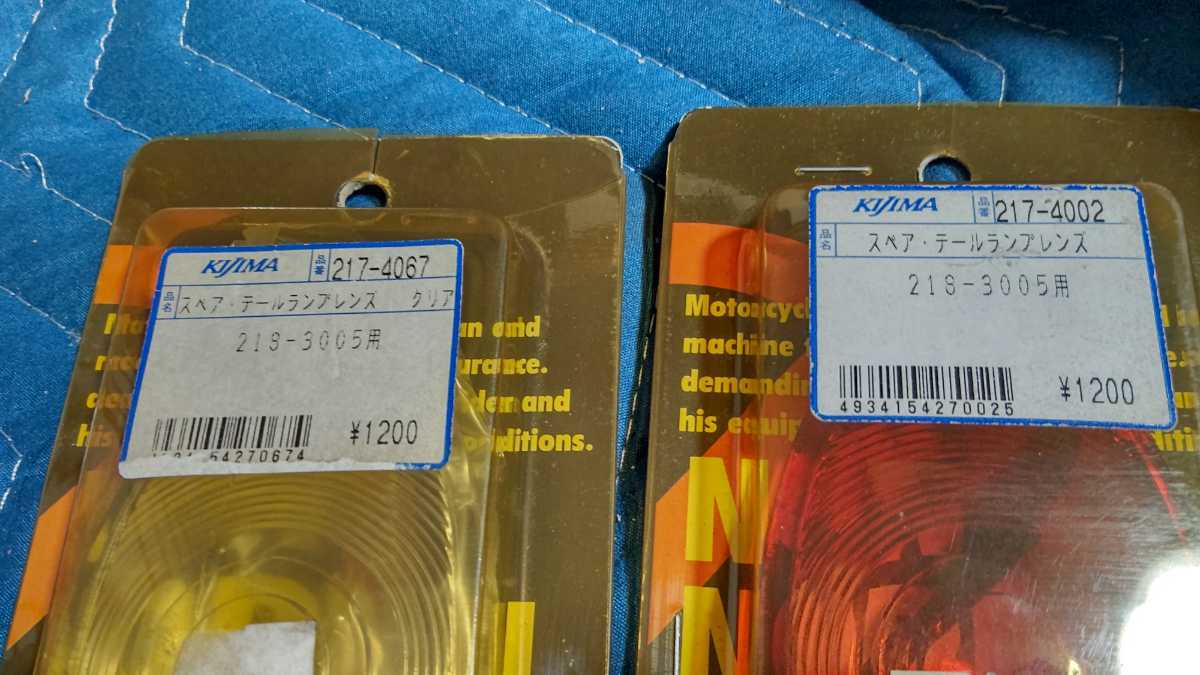 KIJIMA 品番 217-4067
品名 スペア・テールランプレンズ クリア
218-3005用
54270674 ¥1200
an and
urance.
der and
his
nditions.
KIJIMA 品番 217-4002
品名 スペア・テールランプレンズ
218-3005用
4934154270025 ¥1200
Motorcycl
machine
demandin
his equip
N
N